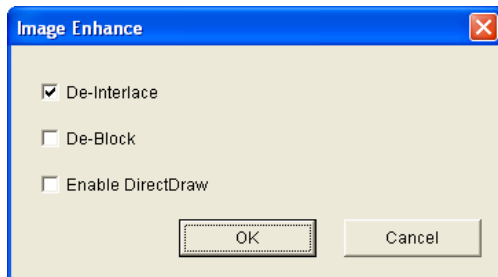 Image Enhance
De-Interlace
De-Block
Enable DirectDraw
OK Cancel